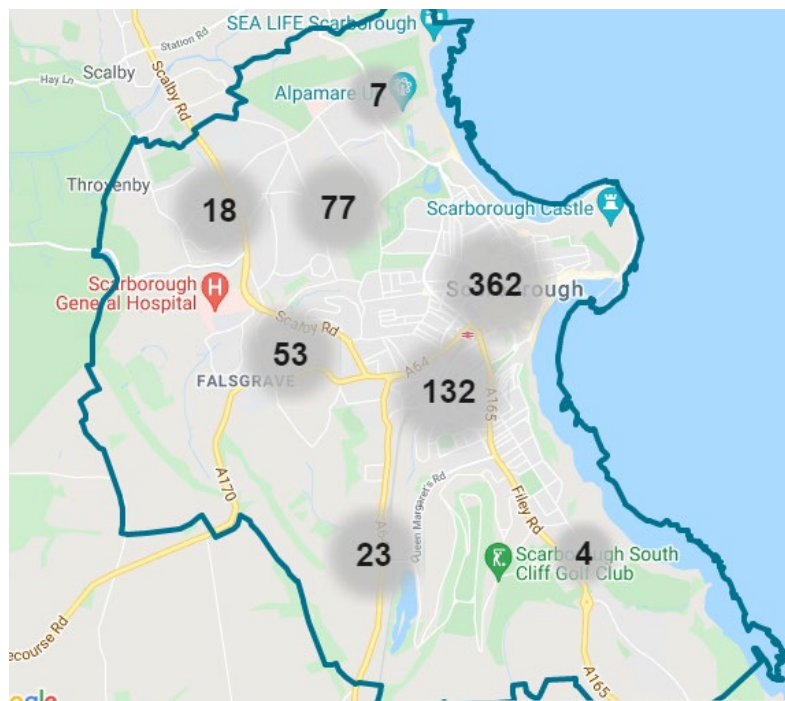 SEA LIFE Scarborough
Station Rd
Scalby
Hay Ln
Scalby Rd
Alpamare U
7
Throxenby
18
77
Scarborough Castle
Scarborough
General Hospital
362
Scarborough
Scalby Rd
53
FALSGRAVE
A64
132
A165
A170
Queen Margaret's Rd
Filey Rd
A6
23
4
Scarborough South
Cliff Golf Club
ecourse Rd
A165
ogle